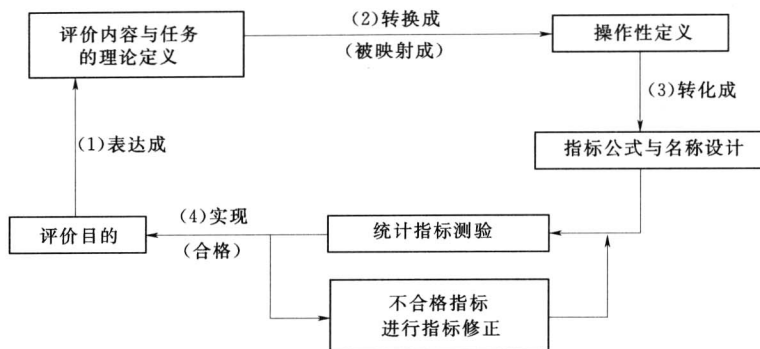 评价内容与任务
的理论定义
(2)转换成
(被映射成)
操作性定义
(3)转化成
(1)表达成
指标公式与名称设计
评价目的
(4)实现
(合格)
统计指标测验
不合格指标
进行指标修正